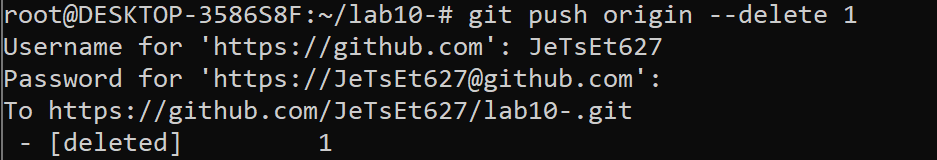 root@DESKTOP-3586S8F:~/lab10-# git push origin --delete 1
Username for 'https://github.com': JeTsEt627
Password for 'https://JeTsEt627@github.com':
To https://github.com/JeTsEt627/lab10-.git
 - [deleted]         1